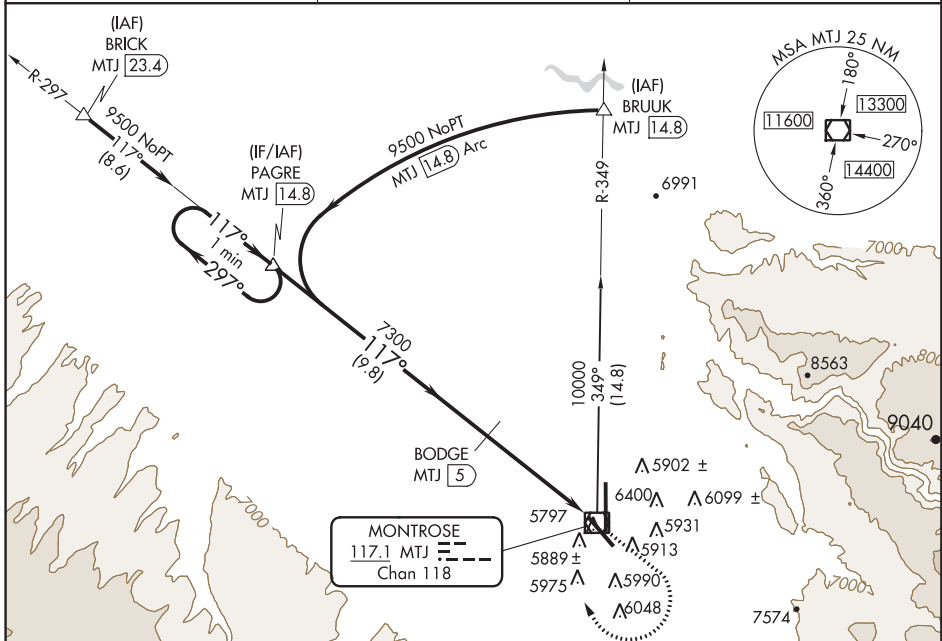 (IAF)
BRICK
MTJ 23.4
R-297
9500 NoPT
117°
(8.6)
(IF/IAF)
PAGRE
MTJ 14.8
117°
1 min
297°
9500 NoPT
MTJ 14.8 Arc
(IAF)
BRUUK
MTJ 14.8
R-349
6991
MSA MTJ 25 NM
180°
13300
11600
270°
14400
360°
7000
8563
800
9040
7300
117°
(9.8)
10000
349°
(14.8)
BODGE
MTJ 5
5902 ±
6400
6099 ±
5797
5931
5913
5889 ±
5975
5990
6048
MONTROSE
117.1 MTJ
Chan 118
7000
7000
7574